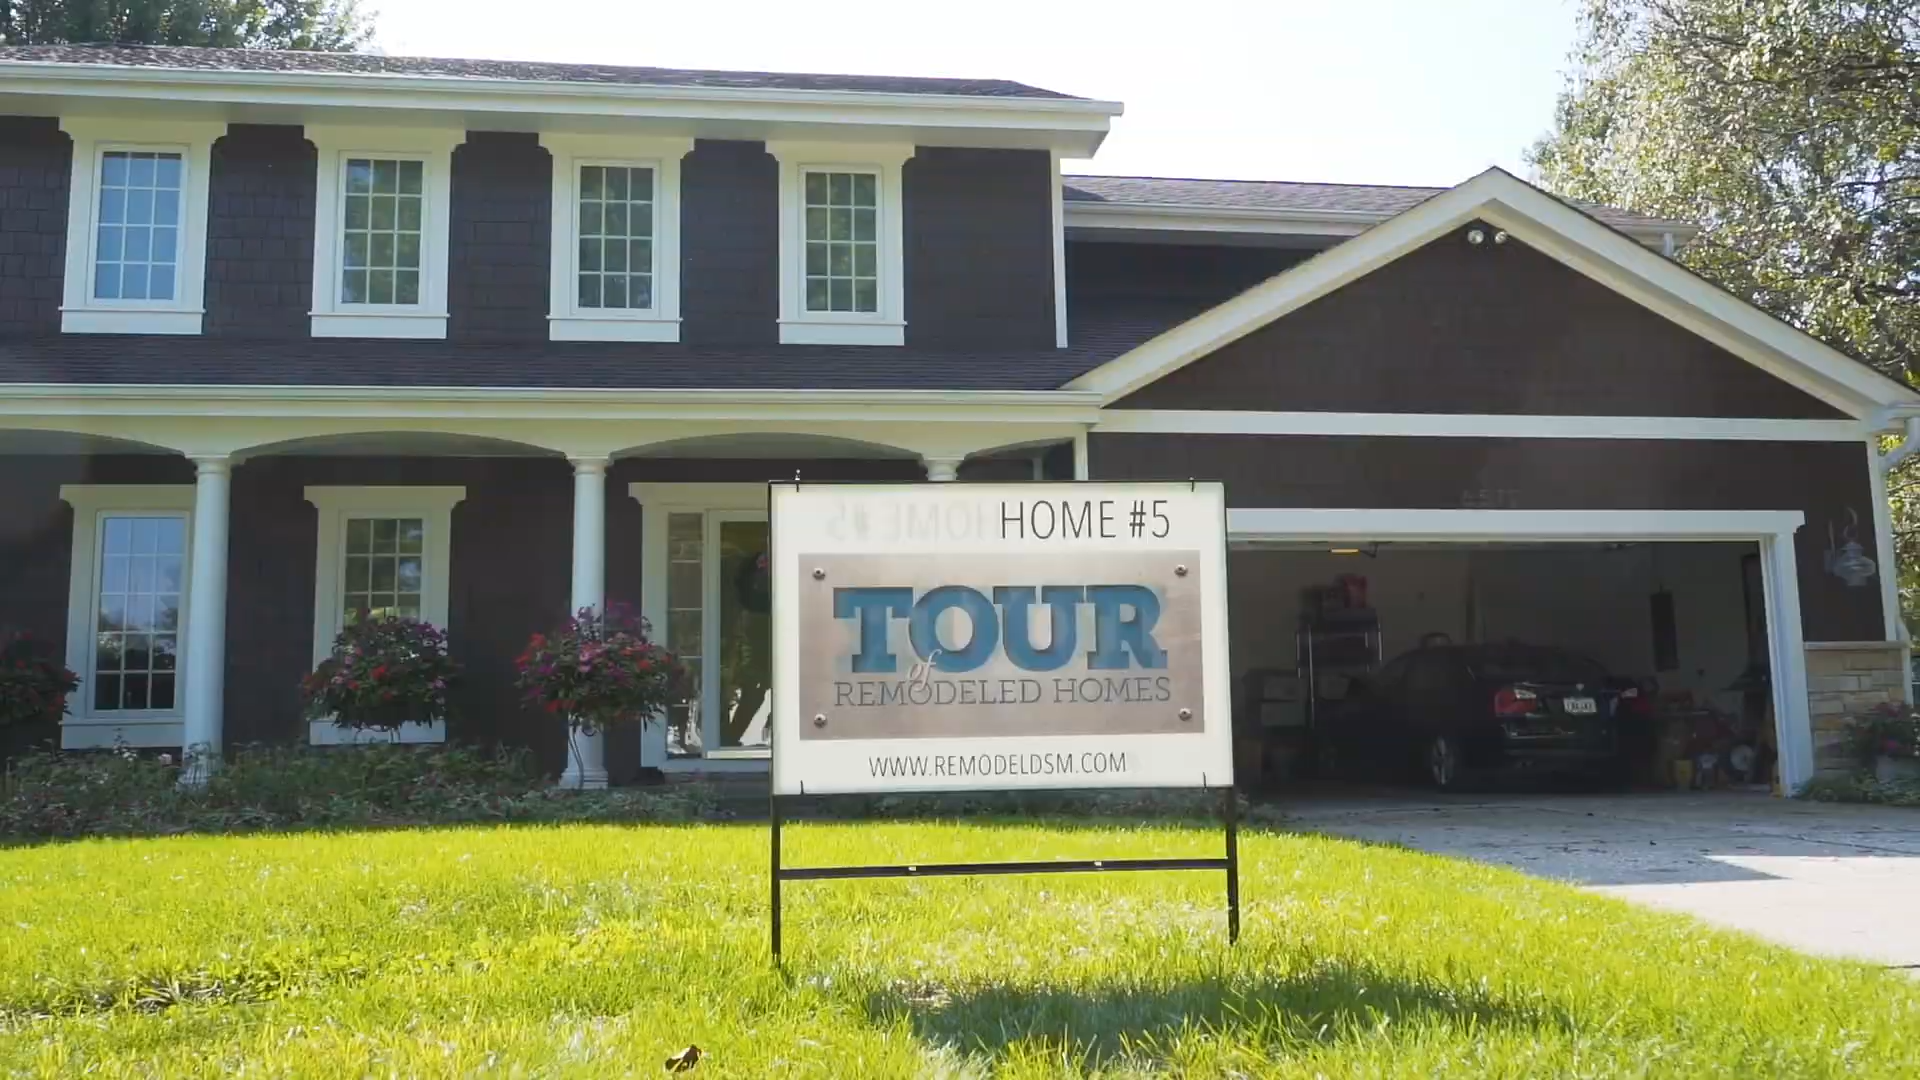 HOME #5
TOUR
of
REMODELED HOMES
WWW.REMODELDSM.COM